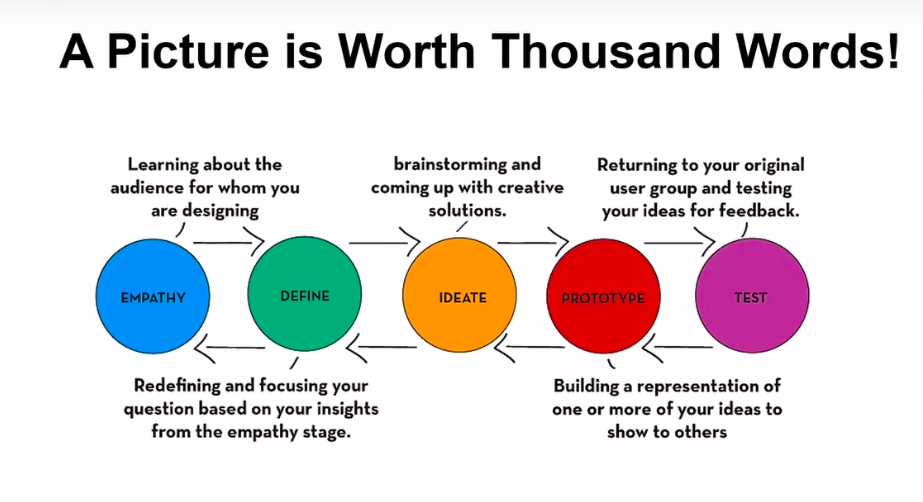 A Picture is Worth Thousand Words!
Learning about the
audience for whom you
are designing
brainstorming and
coming up with creative
solutions.
Returning to your original
user group and testing
your ideas for feedback.
EMPATHY
DEFINE
IDEATE
PROTOTYPE
TEST
Redefining and focusing your
question based on your insights
from the empathy stage.
Building a representation of
one or more of your ideas to
show to others